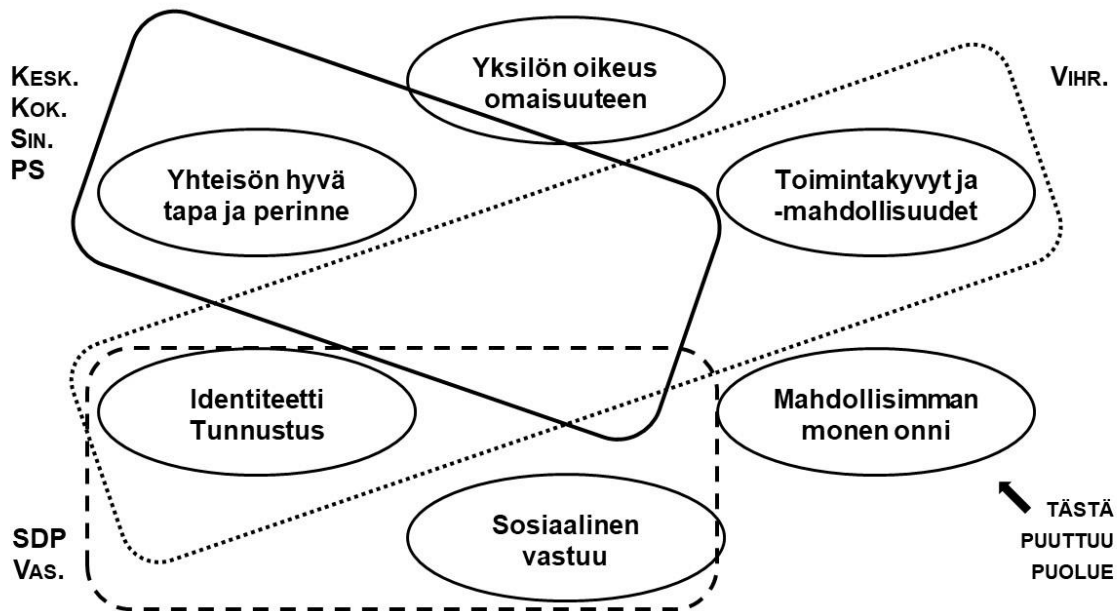 KESK.
KOK.
SIN.
PS
Yksilön oikeus
omaisuuteen
VIHR.
Yhteisön hyvä
tapa ja perinne
Toimintakyvyt ja
-mahdollisuudet
Identiteetti
Tunnustus
Mahdollisimman
monen onni
Sosiaalinen
vastuu
SDP
VAS.
TÄSTÄ
PUUTTUU
PUOLUE